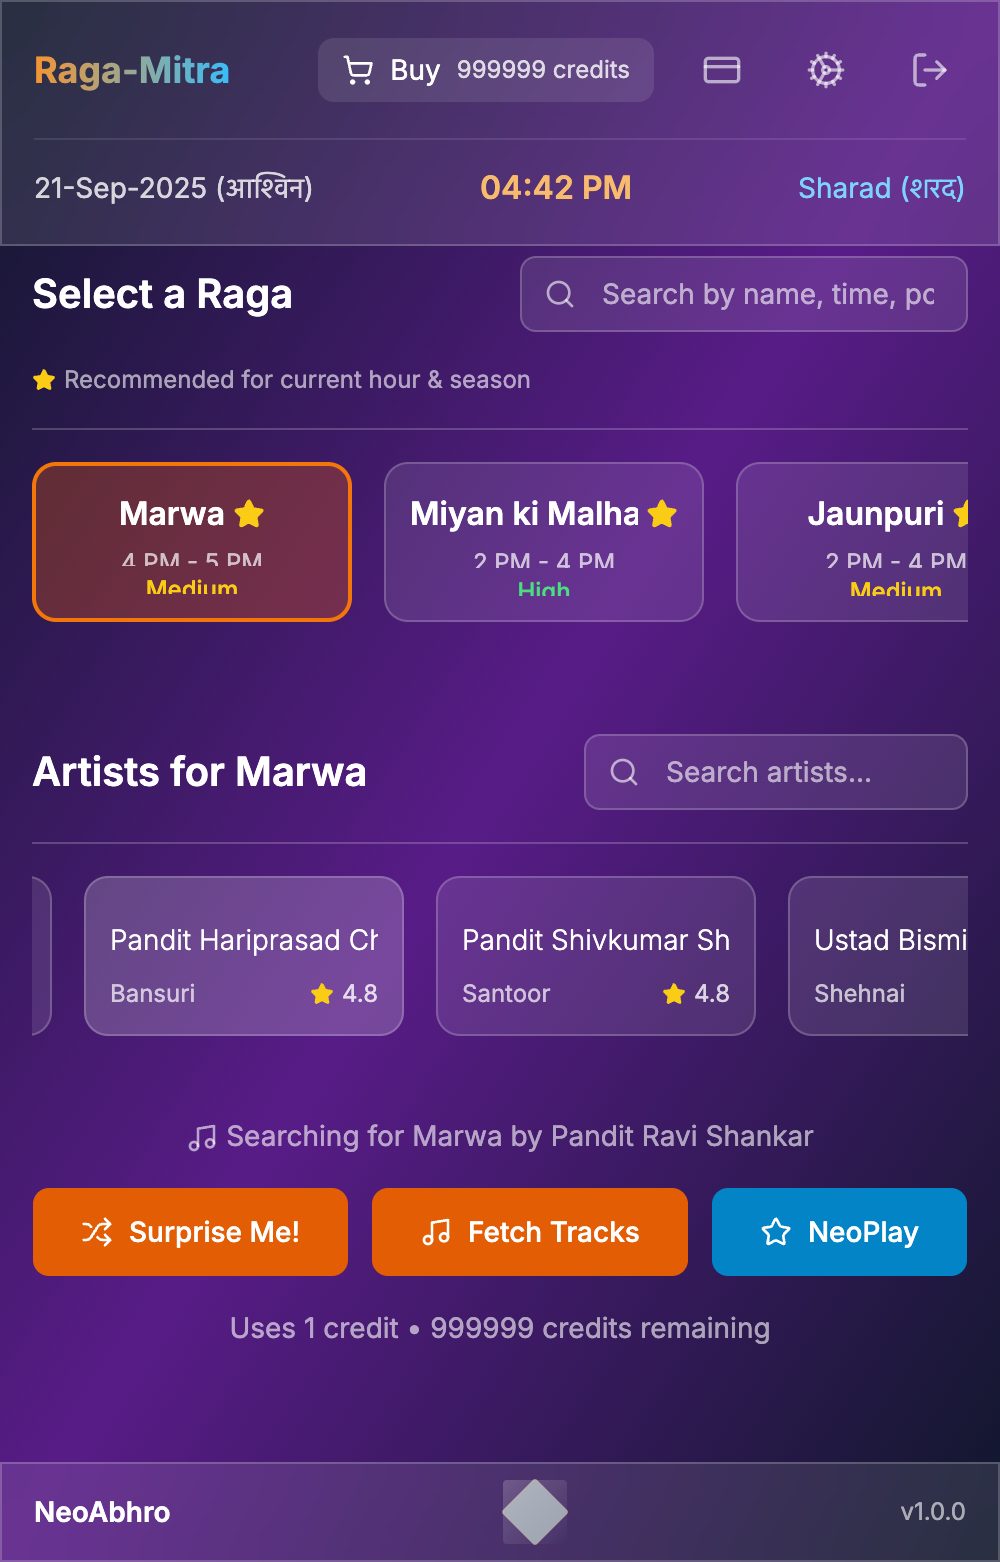 Raga-Mitra
Buy 999999 credits
21-Sep-2025 (आश्विन)
04:42 PM
Sharad (शरद)
Select a Raga
Search by name, time, po
Recommended for current hour & season
Marwa
4 PM - 5 PM
Medium
Miyan ki Malha
2 PM - 4 PM
High
Jaunpuri
2 PM - 4 PM
Medium
Artists for Marwa
Search artists...
Pandit Hariprasad Ch
Bansuri
4.8
Pandit Shivkumar Sh
Santoor
4.8
Ustad Bismi
Shehnai
Searching for Marwa by Pandit Ravi Shankar
Surprise Me!
Fetch Tracks
NeoPlay
Uses 1 credit • 999999 credits remaining
NeoAbhro
v1.0.0